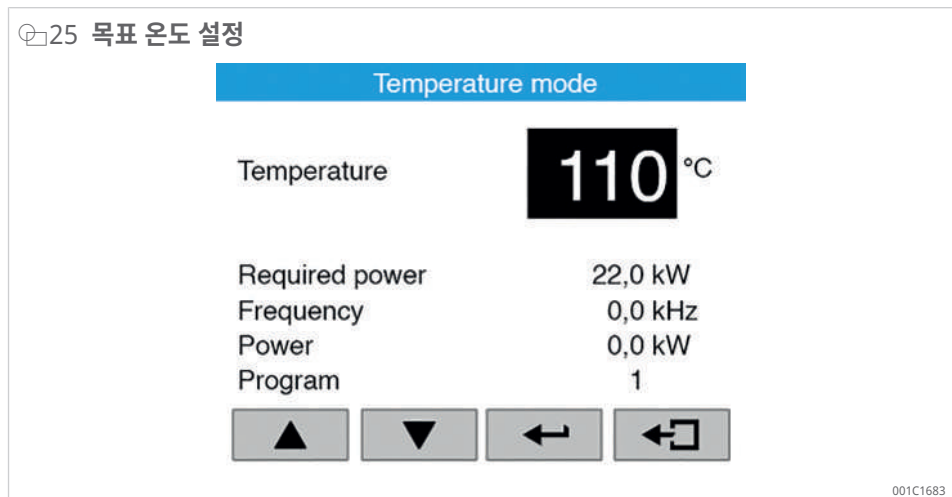 25 목표 온도 설정
Temperature mode
Temperature 110 °C
Required power 22,0 kW
Frequency 0,0 kHz
Power 0,0 kW
Program 1
001C1683